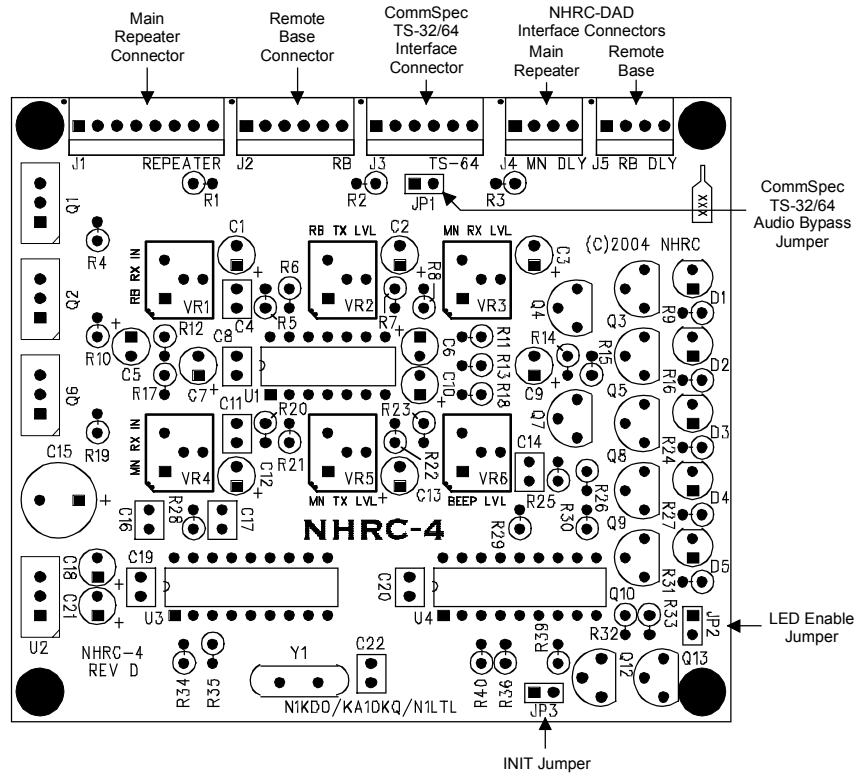 Main
Repeater
Connector
Remote
Base
Connector
CommSpec
TS-32/64
Interface
Connector
NHRC-DAD
Interface Connectors
Main
Repeater
Remote
Base
J1 REPEATER
J2 RB
J3 TS-64
J4 MN DLY
J5 RB DLY
R1
R2
JP1
R3
xxx
CommSpec
TS-32/64
Audio Bypass
Jumper
Q1
R4
C1
RB TX LVL
C2
MN RX LVL
C3
(C)2004 NHRC
RB RX IN
VR1
C4
R6
R5
VR2
R7
R8
VR3
Q4
Q3
D1
R9
Q2
R10
C5
R12
R17
C7
C8
U1
C6
C10
R11
R13
R18
C9
R14
R15
Q5
D2
R16
Q6
R19
MN RX IN
VR4
C11
C12
R20
R21
VR5
MN TX LVL
R23
R22
C13
VR6
BEEP LVL
C14
R25
Q7
Q8
D3
R24
R26
C15
C16
R28
C17
NHRC-4
R29
R30
Q9
D4
R27
C18
C21
C19
U3
C20
U4
Q10
R31
D5
U2
NHRC-4
REV D
R34
R35
Y1
C22
R40
R36
R39
R32
R33
JP2
LED Enable
Jumper
Q12
Q13
N1KDO/KA1DKQ/N1LTL
JP3
INIT Jumper